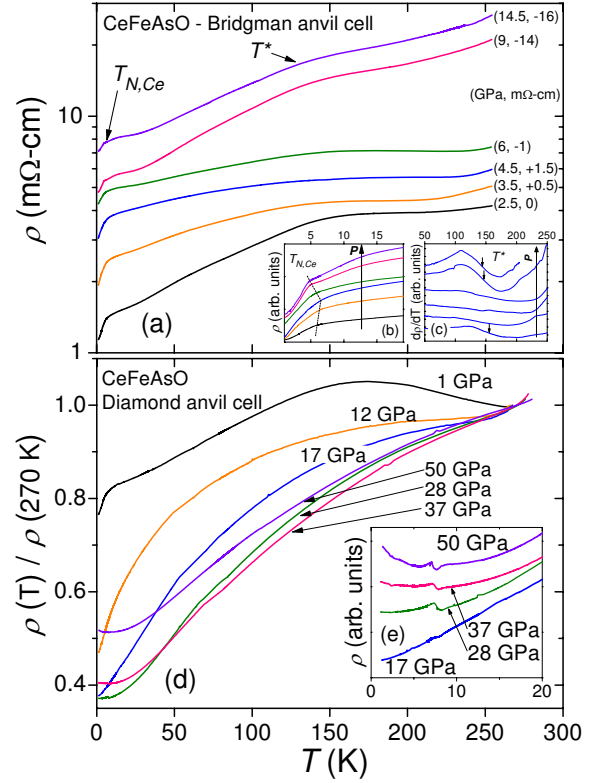 CeFeAsO - Bridgman anvil cell
(14.5, -16)
(9, -14)
T*
T_N,Ce
(GPa, mΩ-cm)
10
(6, -1)
(4.5, +1.5)
(3.5, +0.5)
(2.5, 0)
ρ (mΩ-cm)
5 10 15
P
T_N,Ce
ρ (arb. units)
(b)
50 100 150 200 250
T*
P
dρ/dT (arb. units)
(c)
(a)
1
CeFeAsO
Diamond anvil cell
1 GPa
1.0
12 GPa
17 GPa
50 GPa
28 GPa
37 GPa
0.8
0.6
0.4
ρ (T) / ρ (270 K)
50 GPa
37 GPa
28 GPa
17 GPa
ρ (arb. units)
(e)
0 10 20
(d)
0 50 100 150 200 250 300
T (K)